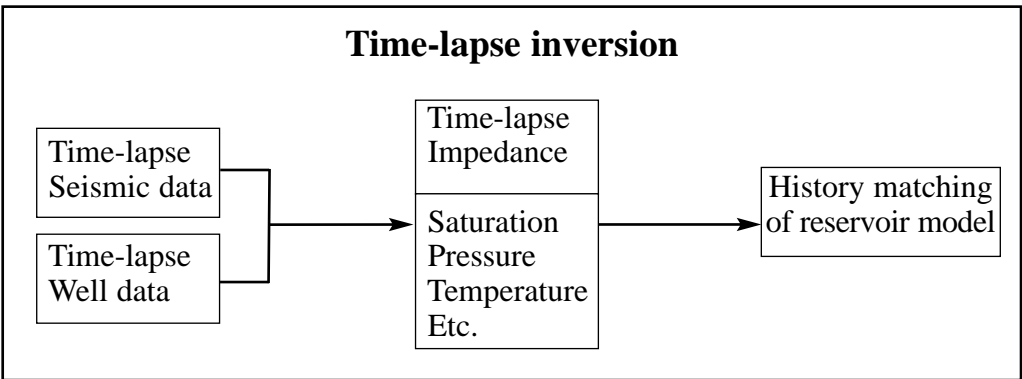 Time-lapse inversion
Time-lapse
Seismic data
Time-lapse
Well data
Time-lapse
Impedance
Saturation
Pressure
Temperature
Etc.
History matching
of reservoir model